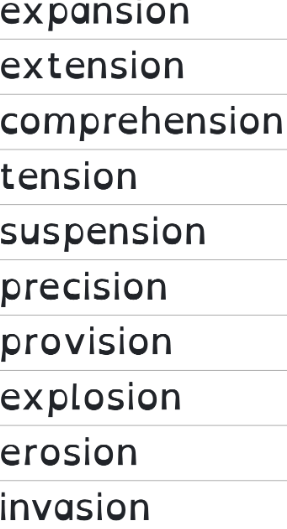 expansion
extension
comprehension
tension
suspension
precision
provision
explosion
erosion
invasion